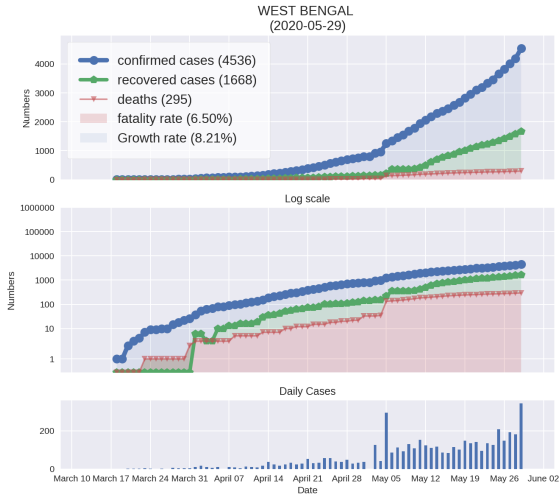 WEST BENGAL
(2020-05-29)
confirmed cases (4536)
recovered cases (1668)
deaths (295)
fatality rate (6.50%)
Growth rate (8.21%)
Numbers
4000
3000
2000
1000
0
Log scale
Numbers
1000000
100000
10000
1000
100
10
1
Daily Cases
200
0
March 10 March 17 March 24 March 31 April 07 April 14 April 21 April 28 May 05 May 12 May 19 May 26 June 02
Date